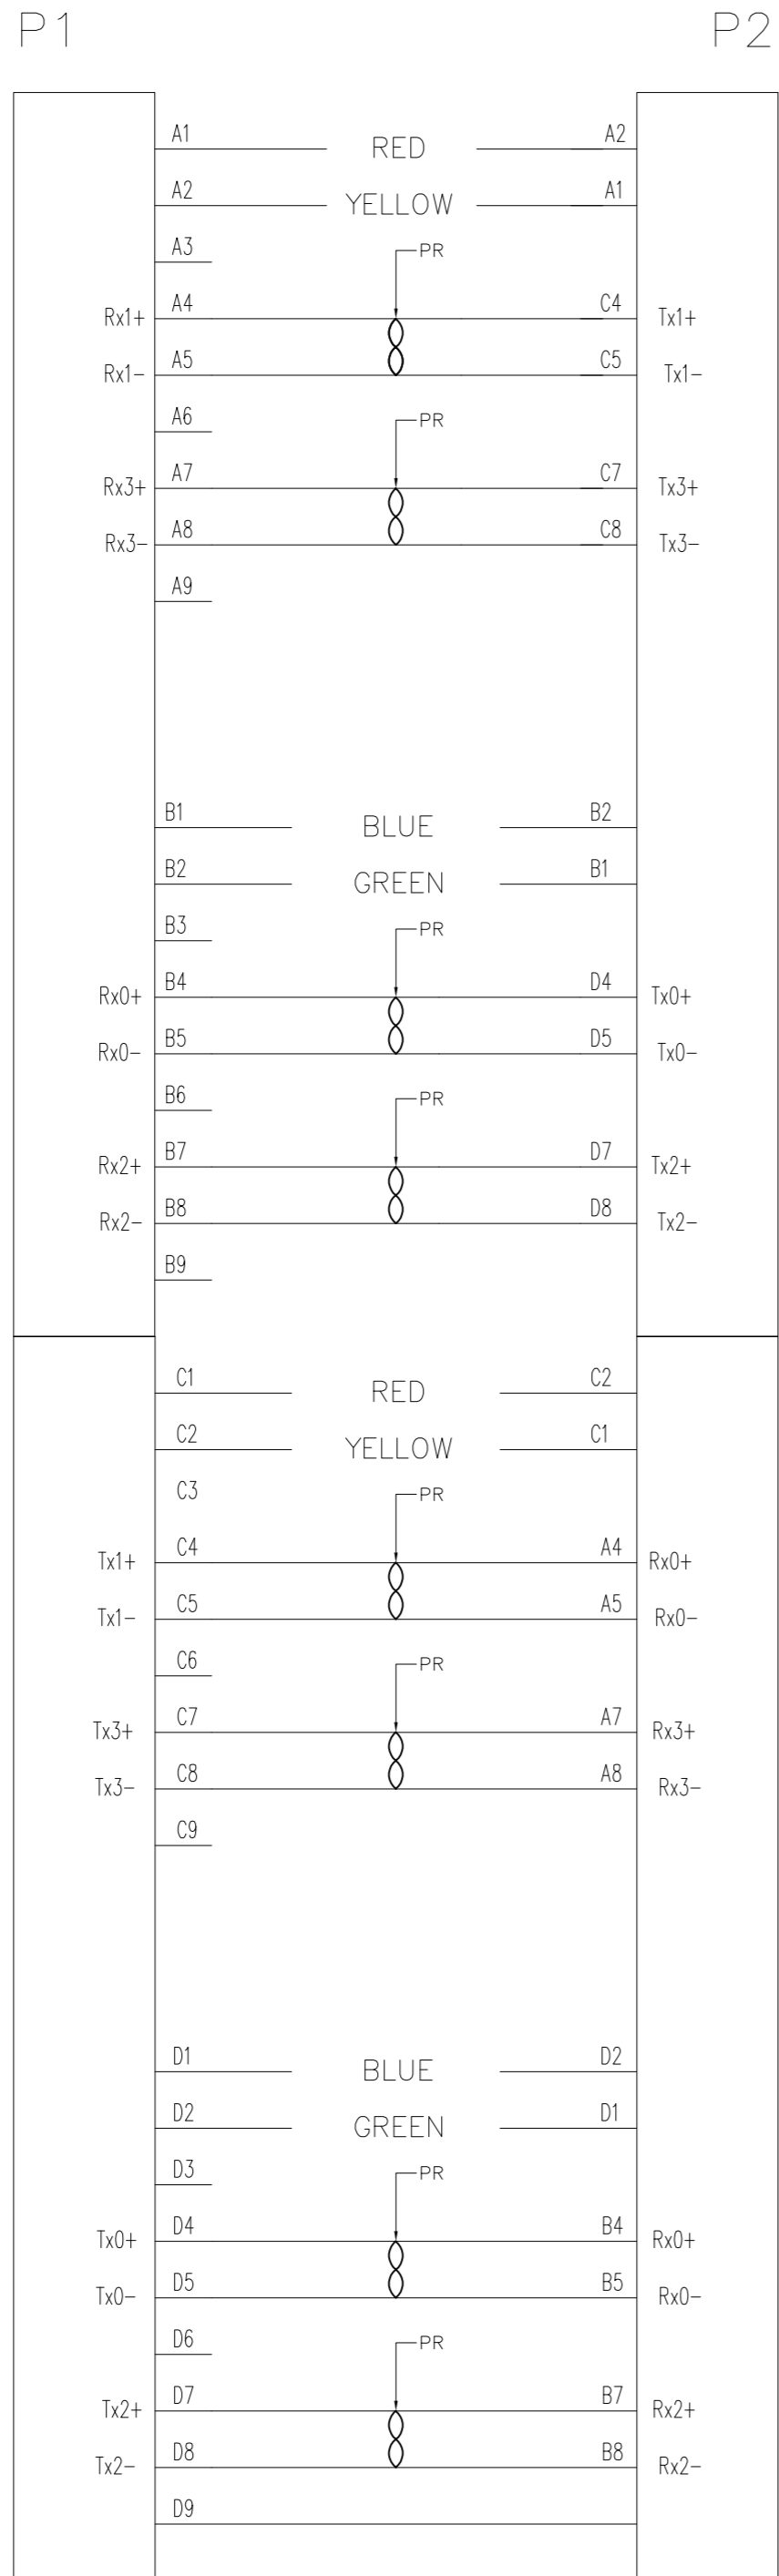 P1 P2
A1 RED A2
A2 YELLOW A1
A3 PR
Rx1+ A4 C4 Tx1+
Rx1- A5 C5 Tx1-
A6 PR
Rx3+ A7 C7 Tx3+
Rx3- A8 C8 Tx3-
A9
B1 BLUE B2
B2 GREEN B1
B3 PR
Rx0+ B4 D4 Tx0+
Rx0- B5 D5 Tx0-
B6 PR
Rx2+ B7 D7 Tx2+
Rx2- B8 D8 Tx2-
B9
C1 RED C2
C2 YELLOW C1
C3 PR
Tx1+ C4 A4 Rx0+
Tx1- C5 A5 Rx0-
C6 PR
Tx3+ C7 A7 Rx3+
Tx3- C8 A8 Rx3-
C9
D1 BLUE D2
D2 GREEN D1
D3 PR
Tx0+ D4 B4 Rx0+
Tx0- D5 B5 Rx0-
D6 PR
Tx2+ D7 B7 Rx2+
Tx2- D8 B8 Rx2-
D9